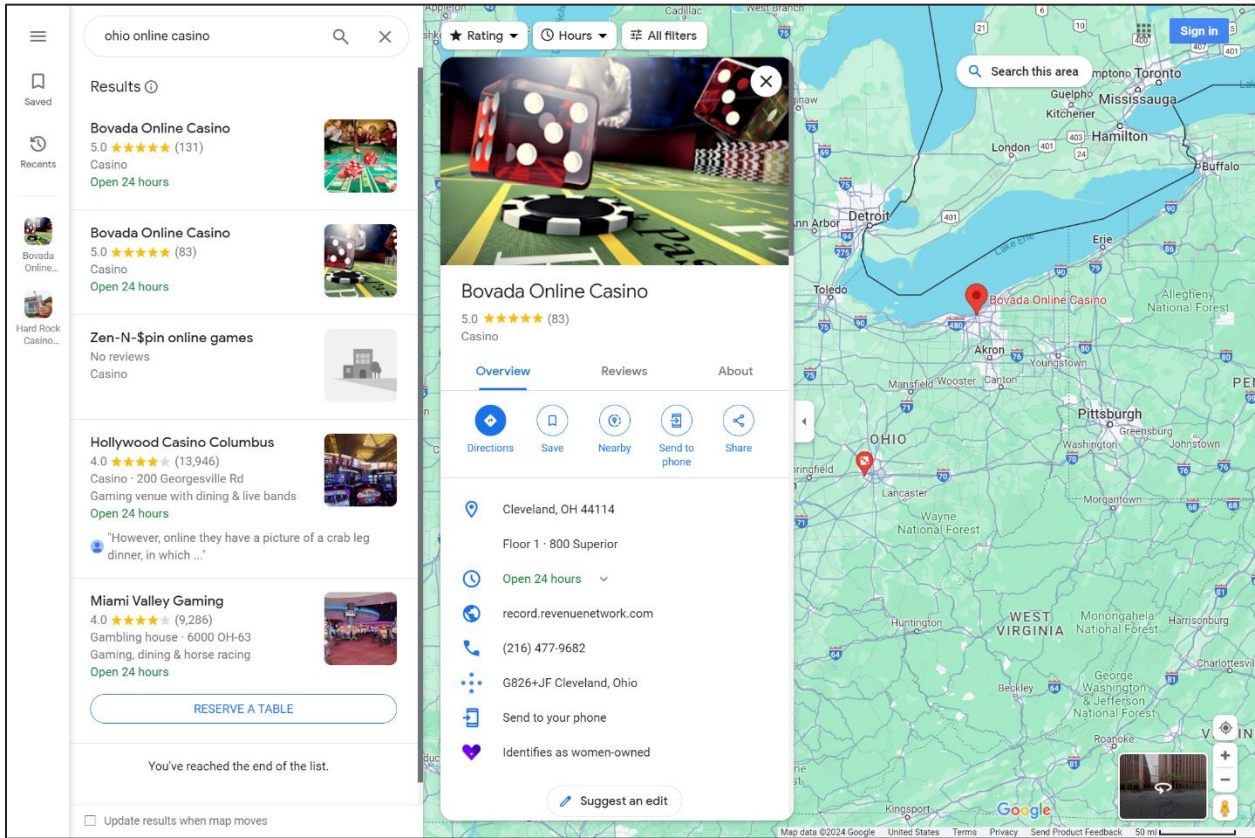 ohio online casino
Saved
Recents
Bovada
Online...
Hard Rock
Casino...
Results
Bovada Online Casino
5.0 (131)
Casino
Open 24 hours
Bovada Online Casino
5.0 (83)
Casino
Open 24 hours
Zen-N-$pin online games
No reviews
Casino
Hollywood Casino Columbus
4.0 (13,946)
Casino · 200 Georgesville Rd
Gaming venue with dining & live bands
Open 24 hours
"However, online they have a picture of a crab leg
dinner, in which ..."
Miami Valley Gaming
4.0 (9,286)
Gambling house · 6000 OH-63
Gaming, dining & horse racing
Open 24 hours
RESERVE A TABLE
You've reached the end of the list.
Update results when map moves
Rating
Hours
All filters
Bovada Online Casino
5.0 (83)
Casino
Overview Reviews About
Directions
Save
Nearby
Send to
phone
Share
Cleveland, OH 44114
Floor 1 · 800 Superior
Open 24 hours
record.revenuenetwork.com
(216) 477-9682
G826+JF Cleveland, Ohio
Send to your phone
Identifies as women-owned
Suggest an edit
Sign in
Search this area
Appleton
Cadillac
West Branch
Toronto
Guelph
Mississauga
Kitchener
Hamilton
London
Buffalo
Ann Arbor
Detroit
Lake Erie
Erie
Toledo
Bovada Online Casino
Allegheny
National Forest
Akron
Youngstown
Mansfield
Wooster
Canton
Pittsburgh
Greensburg
Washington
Johnstown
OHIO
Lancaster
Morgantown
Wayne
National Forest
WEST
VIRGINIA
Monongahela
National Forest
Harrisonburg
Huntington
Charlottesvil
George
Washington
& Jefferson
National Forest
Beckley
Roanoke
Kingsport
Google
Map data ©2024 Google United States Terms Privacy Send Product Feedback 50 mi